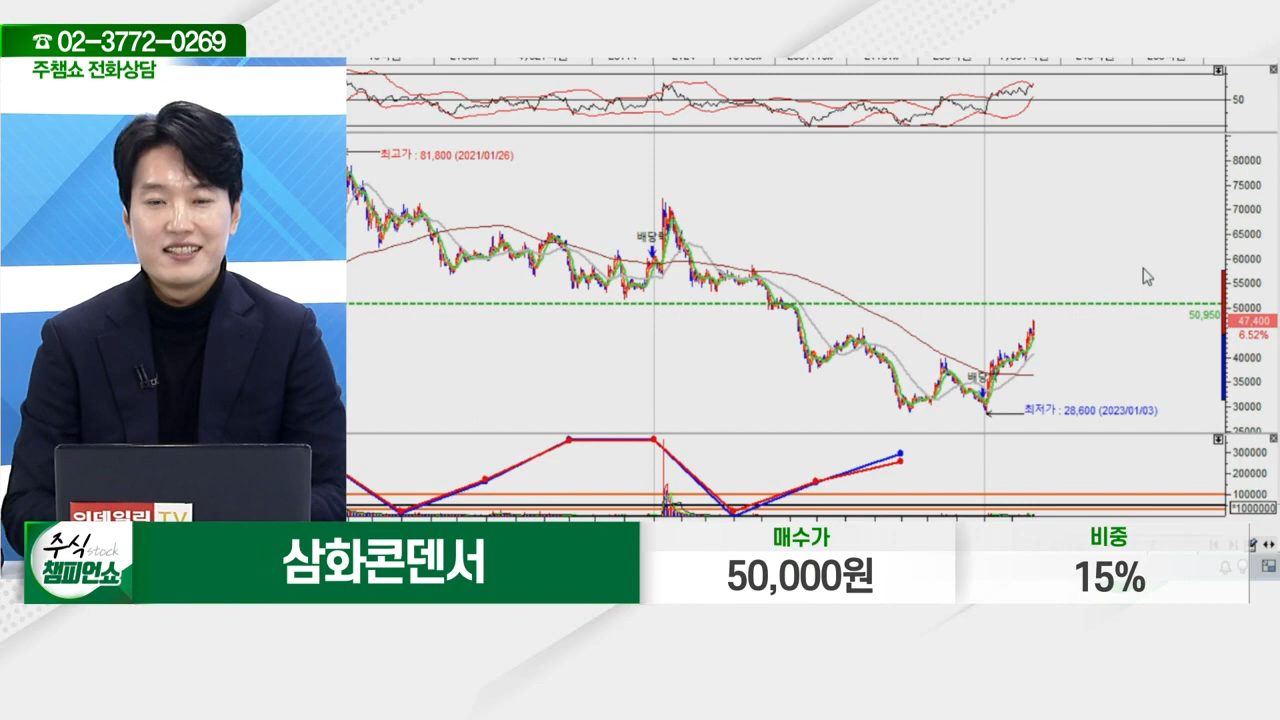 ☎ 02-3772-0269
주챔쇼 전화상담
50
최고가 : 81,800 (2021/01/26)
80000
75000
70000
65000
60000
55000
50000
50,950
47,400
6.52%
40000
35000
30000
25000
배당락
배당
최저가 : 28,600 (2023/01/03)
300000
200000
100000
*1000000
이데일리 TV
주식 stock
챔피언쇼
삼화콘덴서
매수가
50,000원
비중
15%